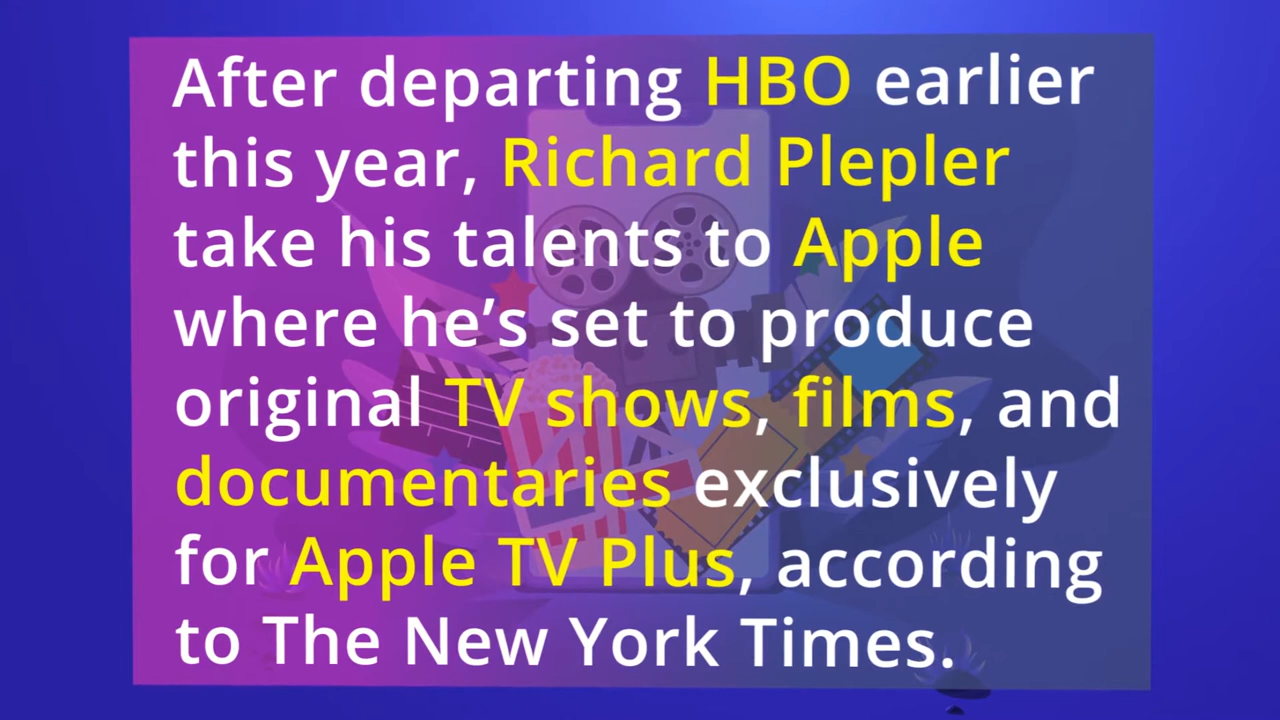 After departing HBO earlier
this year, Richard Plepler
take his talents to Apple
where he’s set to produce
original TV shows, films, and
documentaries exclusively
for Apple TV Plus, according
to The New York Times.